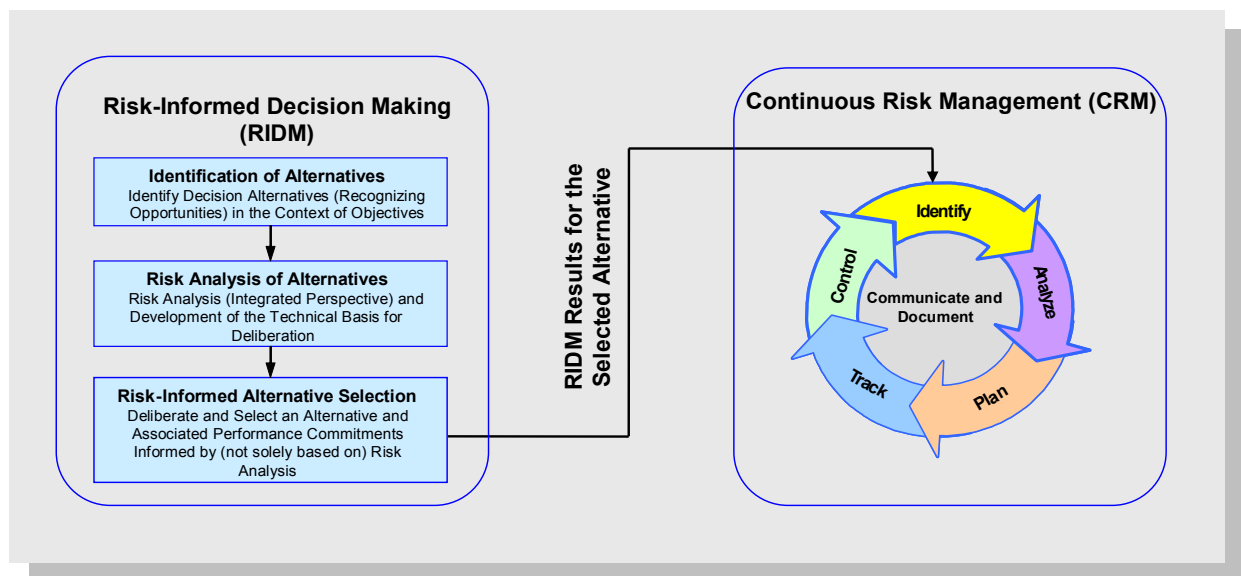 Risk-Informed Decision Making
(RIDM)
Identification of Alternatives
Identify Decision Alternatives (Recognizing
Opportunities) in the Context of Objectives
Risk Analysis of Alternatives
Risk Analysis (Integrated Perspective) and
Development of the Technical Basis for
Deliberation
Risk-Informed Alternative Selection
Deliberate and Select an Alternative and
Associated Performance Commitments
Informed by (not solely based on) Risk
Analysis
RIDM Results for the
Selected Alternative
Continuous Risk Management (CRM)
Identify
Analyze
Plan
Track
Control
Communicate and
Document